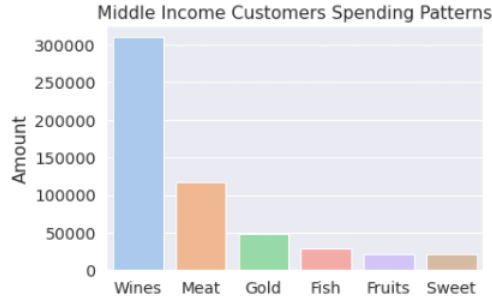 Middle Income Customers Spending Patterns
300000
250000
200000
150000
100000
50000
0
Amount
Wines Meat Gold Fish Fruits Sweet